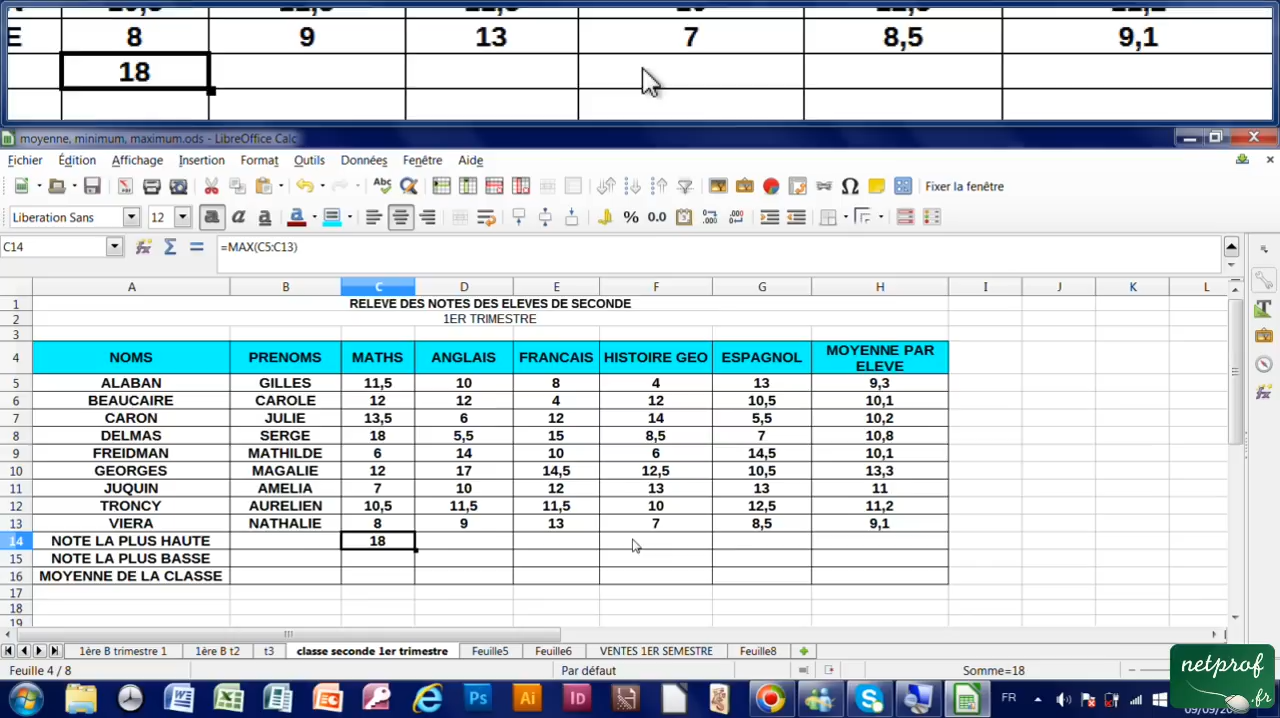 E 8 9 13 7 8,5 9,1
18
moyenne, minimum, maximum.ods - LibreOffice Calc
Fichier Édition Affichage Insertion Format Outils Données Fenêtre Aide
Fixer la fenêtre
Liberation Sans 12
C14 =MAX(C5:C13)
A B C D E F G H I J K L
1 RELEVE DES NOTES DES ELEVES DE SECONDE
2 1ER TRIMESTRE
3
4 NOMS PRENOMS MATHS ANGLAIS FRANCAIS HISTOIRE GEO ESPAGNOL MOYENNE PAR ELEVE
5 ALABAN GILLES 11,5 10 8 4 13 9,3
6 BEAUCAIRE CAROLE 12 12 4 12 10,5 10,1
7 CARON JULIE 13,5 6 12 14 5,5 10,2
8 DELMAS SERGE 18 5,5 15 8,5 7 10,8
9 FREIDMAN MATHILDE 6 14 10 6 14,5 10,1
10 GEORGES MAGALIE 12 17 14,5 12,5 10,5 13,3
11 JUQUIN AMELIA 7 10 12 13 13 11
12 TRONCY AURELIEN 10,5 11,5 11,5 10 12,5 11,2
13 VIERA NATHALIE 8 9 13 7 8,5 9,1
14 NOTE LA PLUS HAUTE 18
15 NOTE LA PLUS BASSE
16 MOYENNE DE LA CLASSE
17
18
19
1ère B trimestre 1 1ère B t2 t3 classe seconde 1er trimestre Feuille5 Feuille6 VENTES 1ER SEMESTRE Feuille8
Feuille 4 / 8 Par défaut Somme=18
FR
netprof
.fr